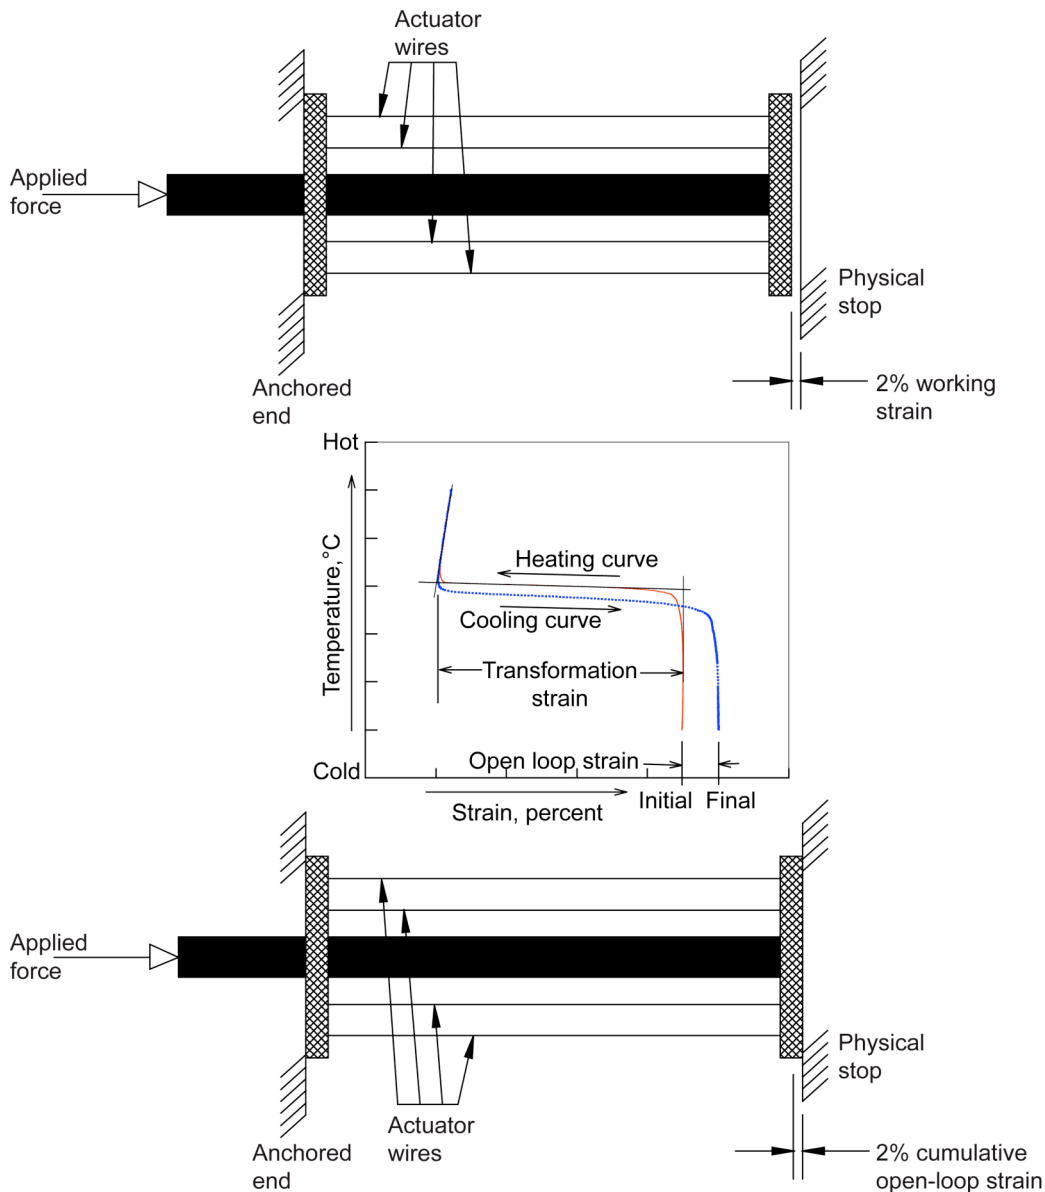 Actuator
wires
Applied
force
Physical
stop
Anchored
end
2% working
strain
Hot
Temperature,°C
Heating curve
Cooling curve
Transformation
strain
Open loop strain
Cold
Initial Final
Strain, percent
Applied
force
Physical
stop
Actuator
wires
Anchored
end
2% cumulative
open-loop strain